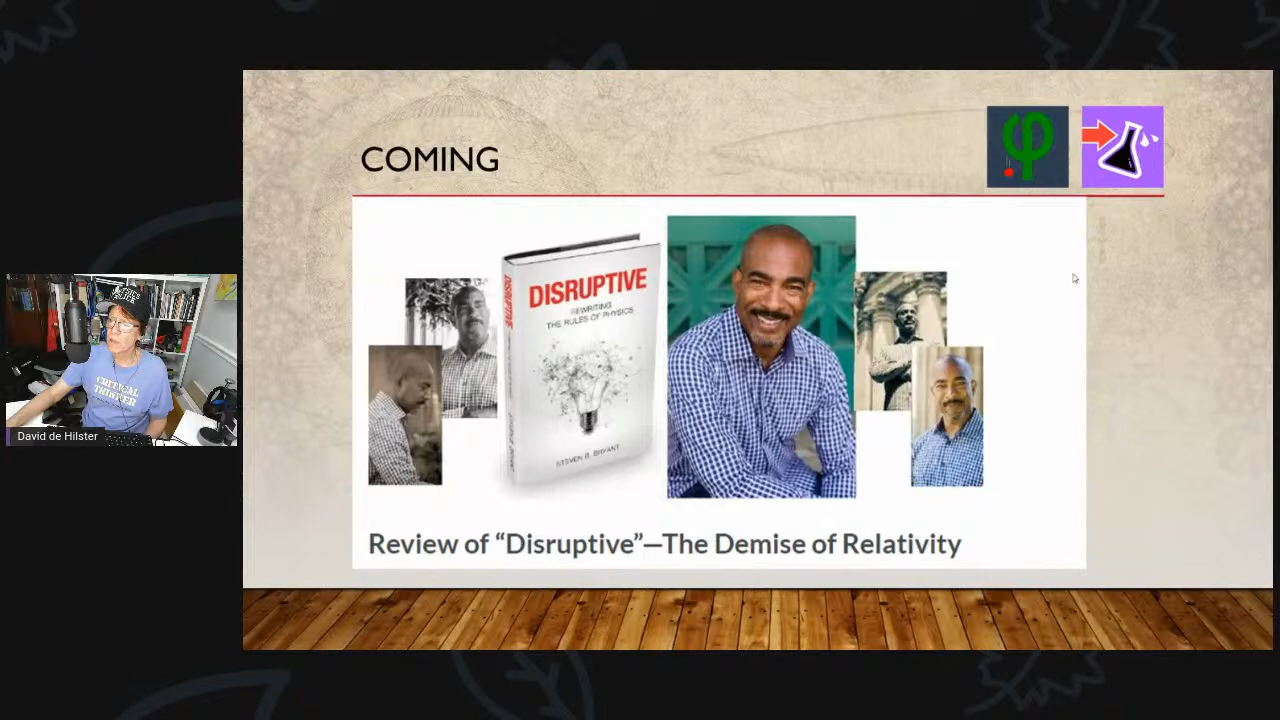 COMING
DISRUPTIVE
DISRUPTIVE
REWRITING
THE RULES OF PHYSICS
STEVEN B. BRYANT
CRITICAL
THINKER
David de Hilster
Review of “Disruptive”—The Demise of Relativity